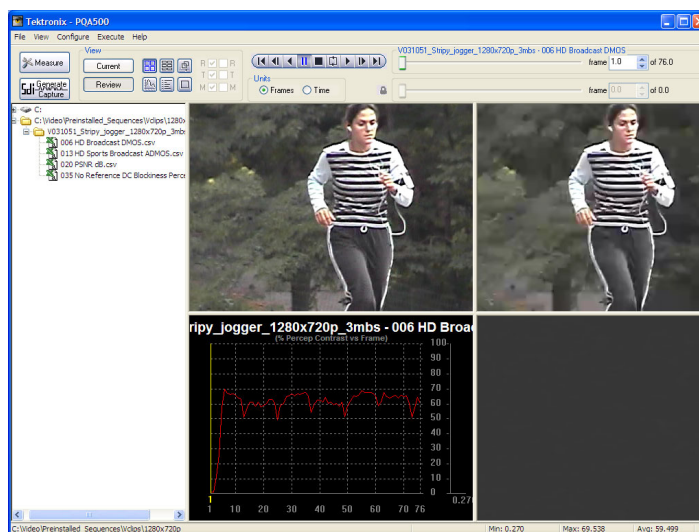 Tektronix - PQA500
File View Configure Execute Help
Measure
Generate
Capture
View
Current
Review
R
R
T
T
M
M
Units
Frames
Time
V031051_Stripy_jogger_1280x720p_3mbs - 006 HD Broadcast DMOS
frame 1.0 of 76.0
frame 0.0 of 0.0
C:
C:\Video\Preinstalled_Sequences\Vclips\1280x
V031051_Stripy_jogger_1280x720p_3mbs
006 HD Broadcast DMOS.csv
013 HD Sports Broadcast ADMOS.csv
020 PSNR dB.csv
035 No Reference DC Blockiness Perce
ripy_jogger_1280x720p_3mbs - 006 HD Broad
(% Percep Contrast vs Frame)
100
90
80
70
60
50
40
30
20
10
0
0.270
1
1 10 20 30 40 50 60 70 76
C:\Video\Preinstalled_Sequences\Vclips\1280x720p
Min: 0.270 Max: 69.538 Avg: 59.499